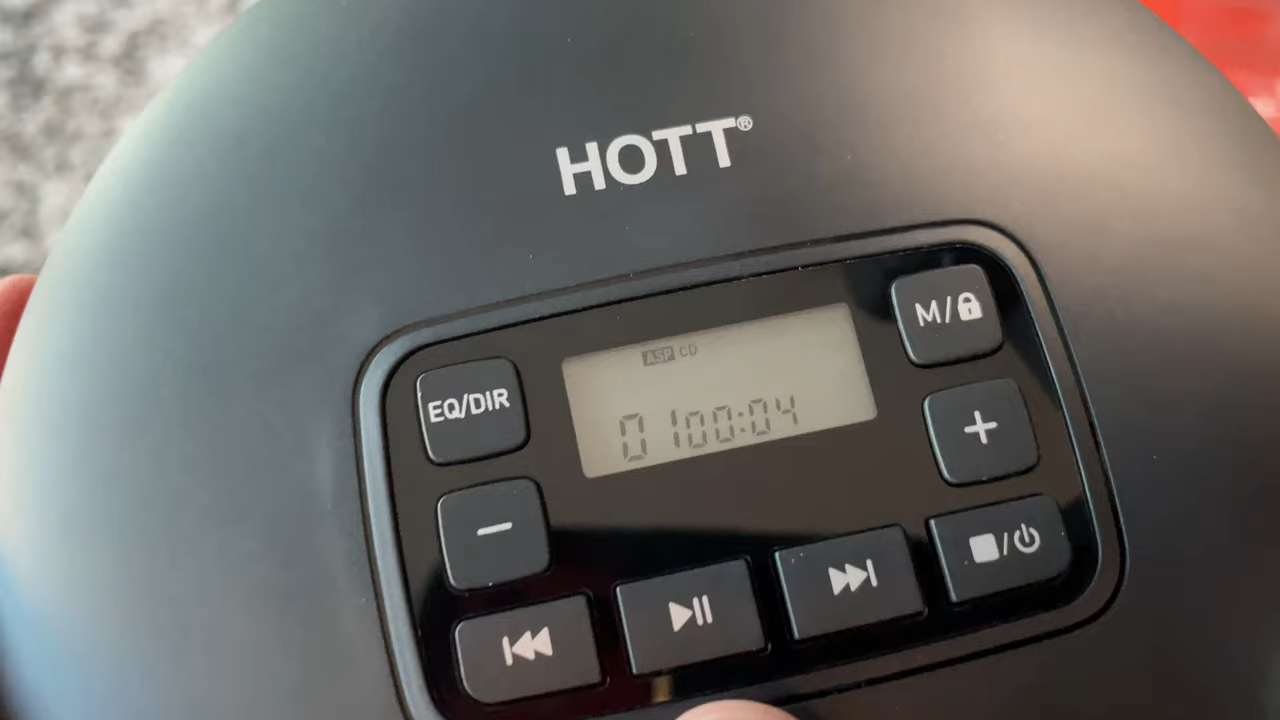 HOTT®
M/
ASP CD
EQ/DIR
01 00:04
+
−
/